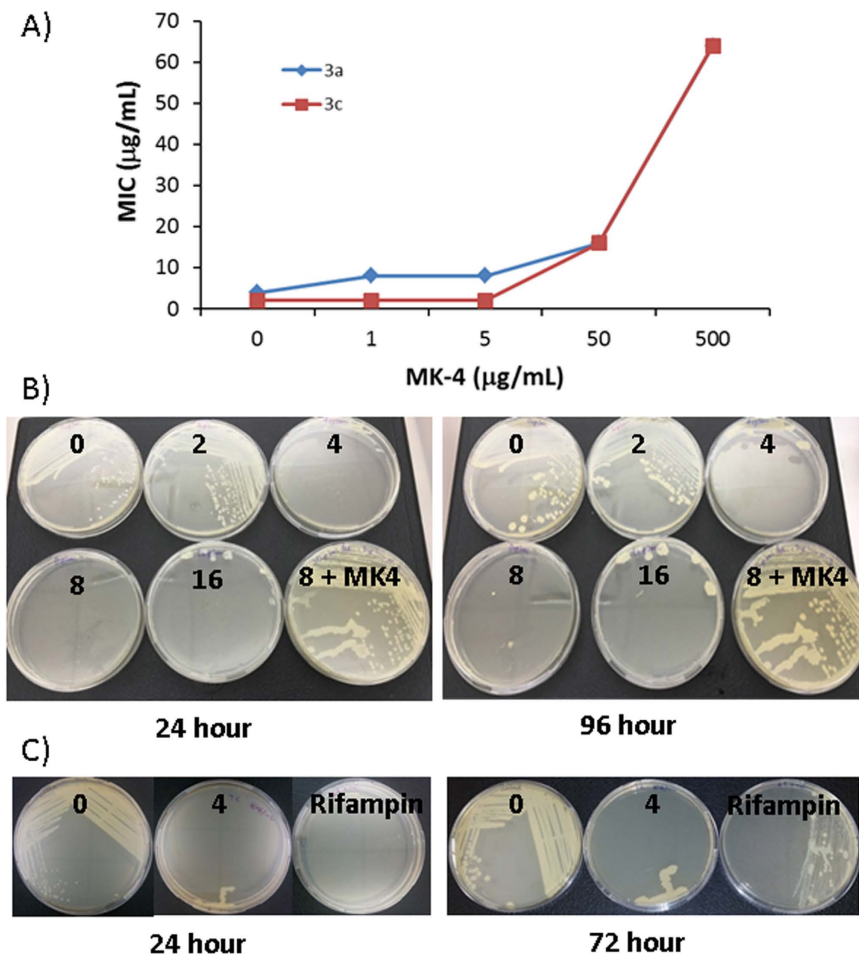 A)
70
60
50
40
30
20
10
0
MIC (µg/mL)
3a
3c
0 1 5 50 500
MK-4 (µg/mL)
B)
0 2 4
8 16 8 + MK4
24 hour
0 2 4
8 16 8 + MK4
96 hour
C)
0 4 Rifampin
24 hour
0 4 Rifampin
72 hour